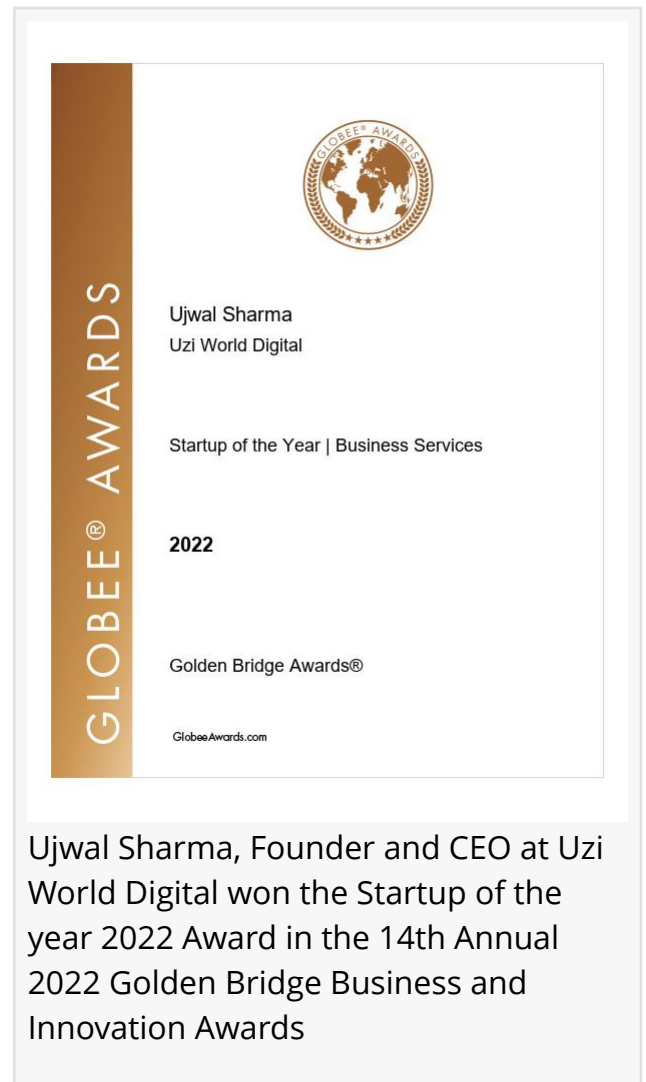 GLOBEE® AWARDS
GLOBEE® AWARDS
Ujwal Sharma
Uzi World Digital
Startup of the Year | Business Services
2022
Golden Bridge Awards®
GlobeeAwards.com
Ujwal Sharma, Founder and CEO at Uzi
World Digital won the Startup of the
year 2022 Award in the 14th Annual
2022 Golden Bridge Business and
Innovation Awards